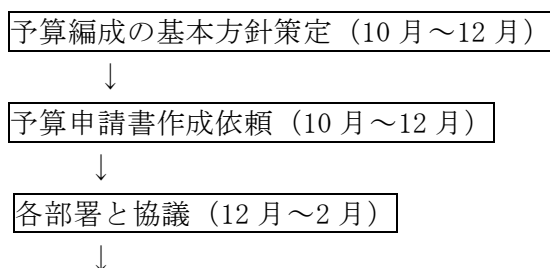 予算編成の基本方針策定（10 月～12 月）
↓
予算申請書作成依頼（10 月～12 月）
↓
各部署と協議（12 月～2 月）
↓